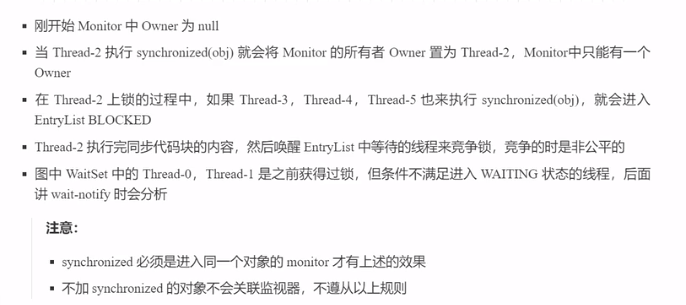 刚开始 Monitor 中 Owner 为 null
当 Thread-2 执行 synchronized(obj) 就会将 Monitor 的所有者 Owner 置为 Thread-2，Monitor中只能有一个
Owner
在 Thread-2 上锁的过程中，如果 Thread-3，Thread-4，Thread-5 也来执行 synchronized(obj)，就会进入
EntryList BLOCKED
Thread-2 执行完同步代码块的内容，然后唤醒 EntryList 中等待的线程来竞争锁，竞争的时是非公平的
图中 WaitSet 中的 Thread-0，Thread-1 是之前获得过锁，但条件不满足进入 WAITING 状态的线程，后面
讲 wait-notify 时会分析
注意：
synchronized 必须是进入同一个对象的 monitor 才有上述的效果
不加 synchronized 的对象不会关联监视器，不遵从以上规则